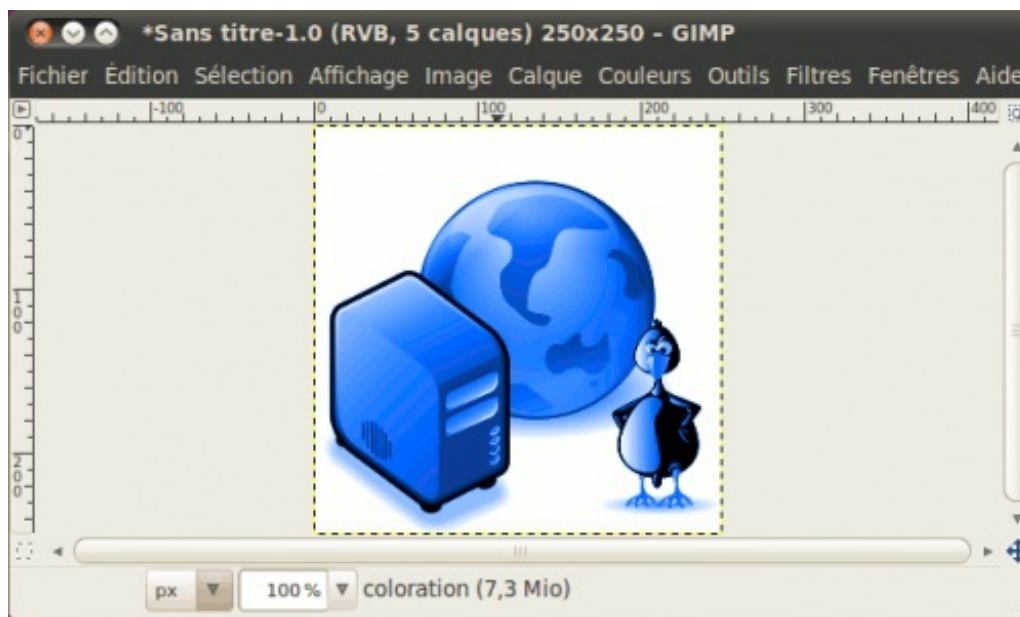 *Sans titre-1.0 (RVB, 5 calques) 250x250 – GIMP
Fichier Édition Sélection Affichage Image Calque Couleurs Outils Filtres Fenêtres Aide
-100 0 100 200 300 400
0
100
200
px 100 % coloration (7,3 Mio)